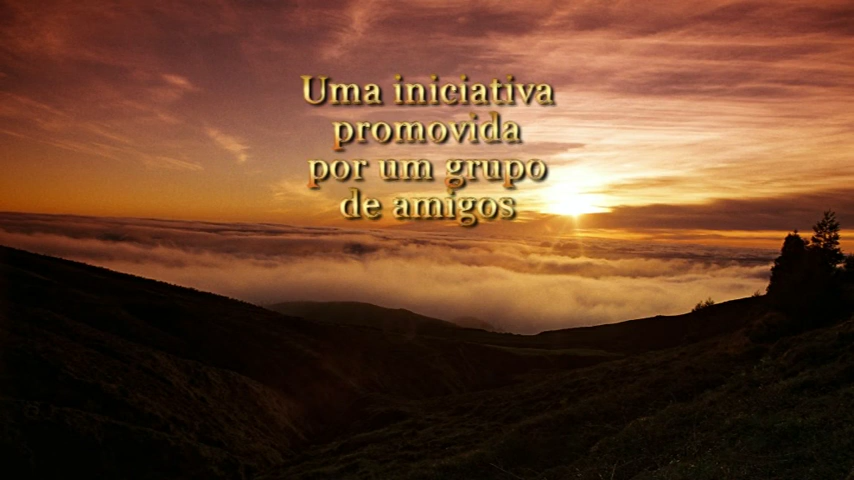 Uma iniciativa
promovida
por um grupo
de amigos